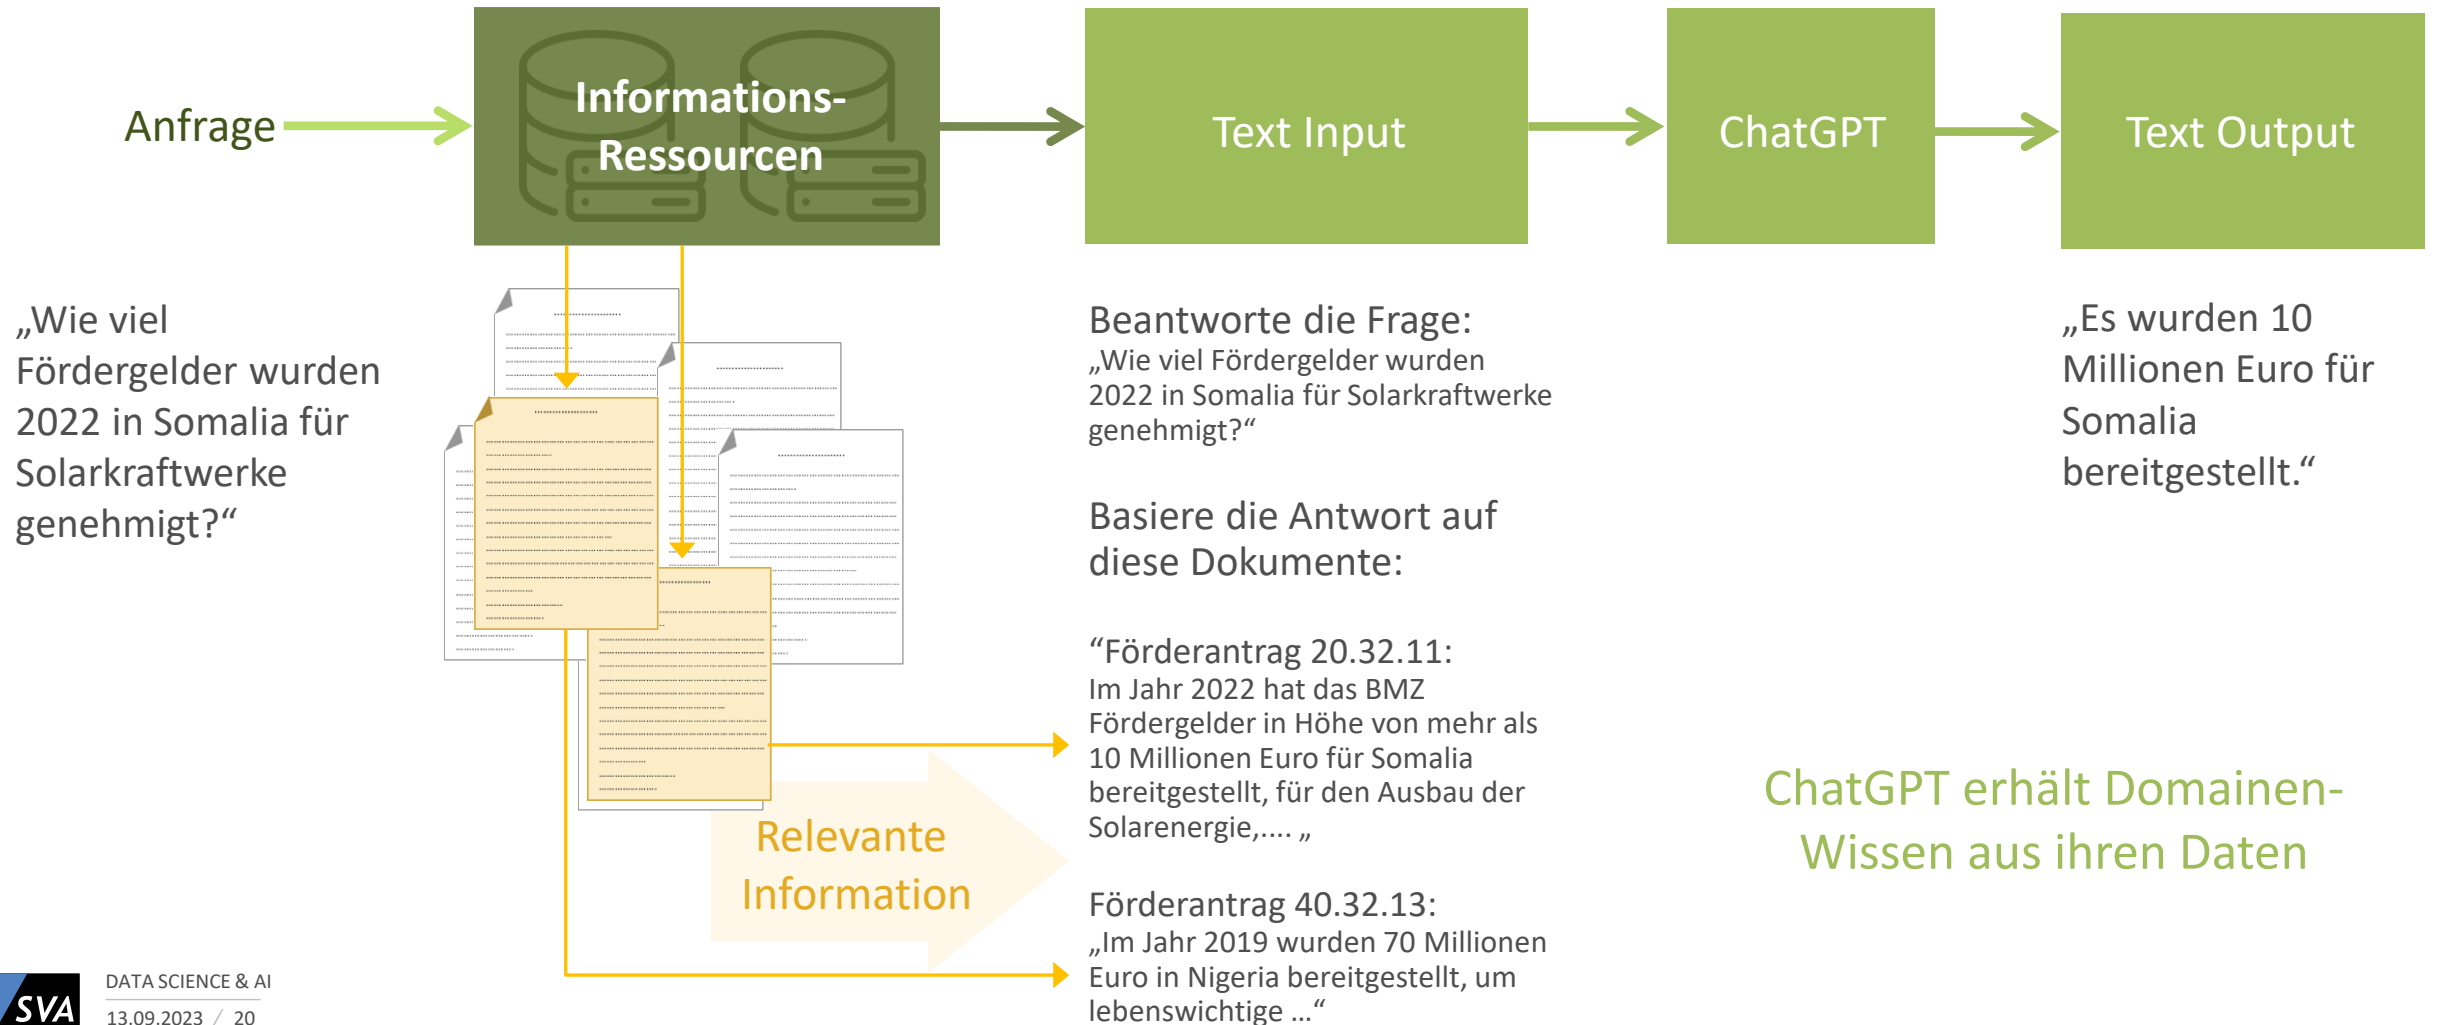 Anfrage
Informations-
Ressourcen
Text Input
ChatGPT
Text Output
„Wie viel
Fördergelder wurden
2022 in Somalia für
Solarkraftwerke
genehmigt?“
Beantworte die Frage:
„Wie viel Fördergelder wurden
2022 in Somalia für Solarkraftwerke
genehmigt?“
Basiere die Antwort auf
diese Dokumente:
“Förderantrag 20.32.11:
Im Jahr 2022 hat das BMZ
Fördergelder in Höhe von mehr als
10 Millionen Euro für Somalia
bereitgestellt, für den Ausbau der
Solarenergie,.... „
Förderantrag 40.32.13:
„Im Jahr 2019 wurden 70 Millionen
Euro in Nigeria bereitgestellt, um
lebenswichtige ...“
„Es wurden 10
Millionen Euro für
Somalia
bereitgestellt.“
Relevante
Information
ChatGPT erhält Domainen-
Wissen aus ihren Daten
SVA
DATA SCIENCE & AI
13.09.2023 / 20